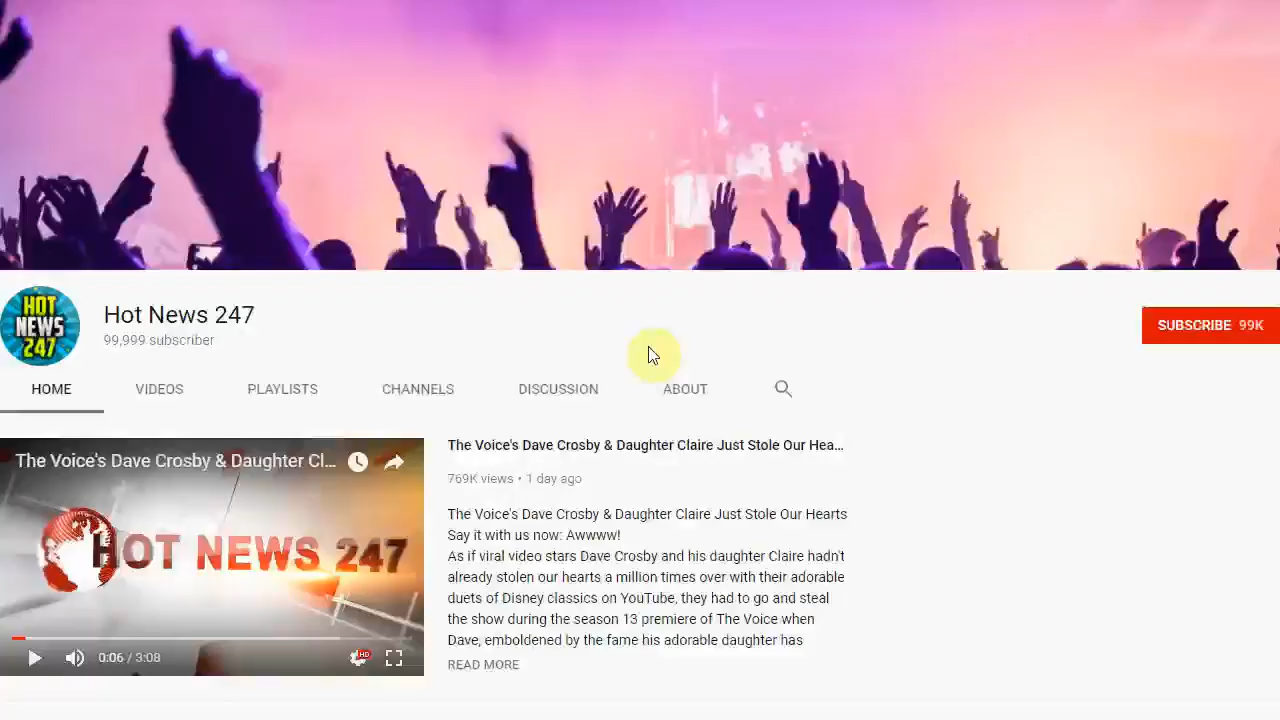 HOT
NEWS
247
Hot News 247
99,999 subscriber
SUBSCRIBE 99K
HOME VIDEOS PLAYLISTS CHANNELS DISCUSSION ABOUT
The Voice's Dave Crosby & Daughter Cl...
HOT NEWS 247
0:06 / 3:08
HD
The Voice's Dave Crosby & Daughter Claire Just Stole Our Hea...
769K views • 1 day ago
The Voice's Dave Crosby & Daughter Claire Just Stole Our Hearts
Say it with us now: Awwww!
As if viral video stars Dave Crosby and his daughter Claire hadn't
already stolen our hearts a million times over with their adorable
duets of Disney classics on YouTube, they had to go and steal
the show during the season 13 premiere of The Voice when
Dave, emboldened by the fame his adorable daughter has
READ MORE